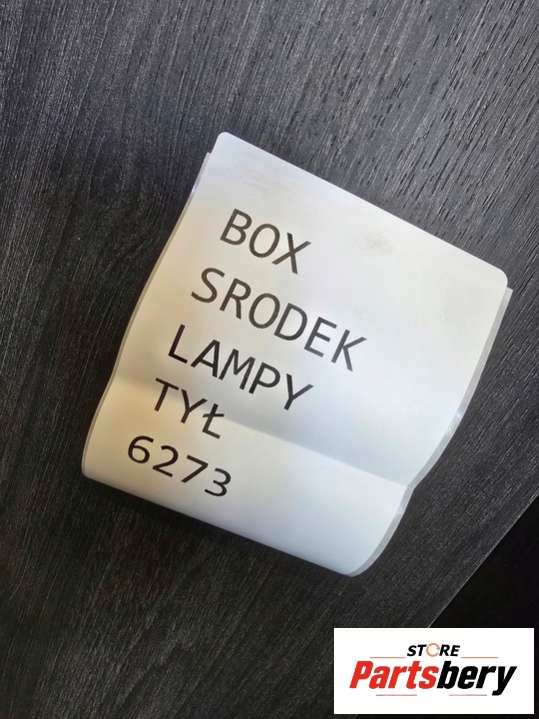 BOX
SRODEK
LAMPY
TYŁ
6273
STORE
Partsbery